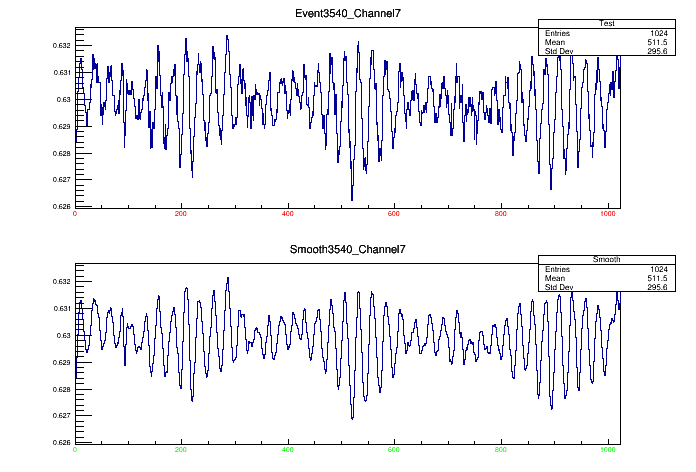 Event3540_Channel7
Test
Entries 1024
Mean 511.5
Std Dev 295.6
0.632
0.631
0.63
0.629
0.628
0.627
0.626
0 200 400 600 800 1000
Smooth3540_Channel7
Smooth
Entries 1024
Mean 511.5
Std Dev 295.6
0.632
0.631
0.63
0.629
0.628
0.627
0.626
0 200 400 600 800 1000